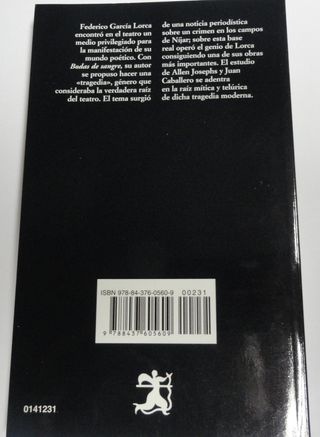 Federico García Lorca
encontró en el teatro un
medio privilegiado para
la manifestación de su
mundo poético. Con
Bodas de sangre, su autor
se propuso hacer una
«tragedia», género que
consideraba la verdadera raíz
del teatro. El tema surgió
de una noticia periodística
sobre un crimen en los campos
de Níjar; sobre esta base
real operó el genio de Lorca
consiguiendo una de sus obras
más importantes. El estudio
de Allen Josephs y Juan
Caballero se adentra
en la raíz mítica y telúrica
de dicha tragedia moderna.
ISBN 978-84-376-0560-9
00231
9 788437 605609
0141231